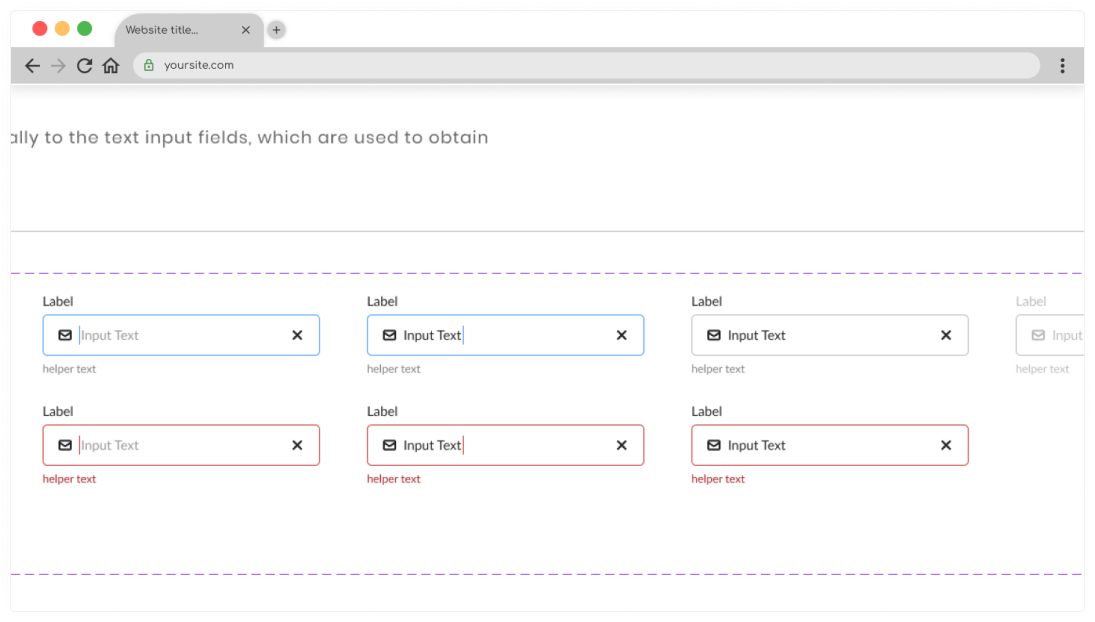 Website title...
yoursite.com
ally to the text input fields, which are used to obtain
Label Label Label Label
Input Text Input Text Input Text Input
helper text helper text helper text helper text
Label Label Label
Input Text Input Text Input Text
helper text helper text helper text